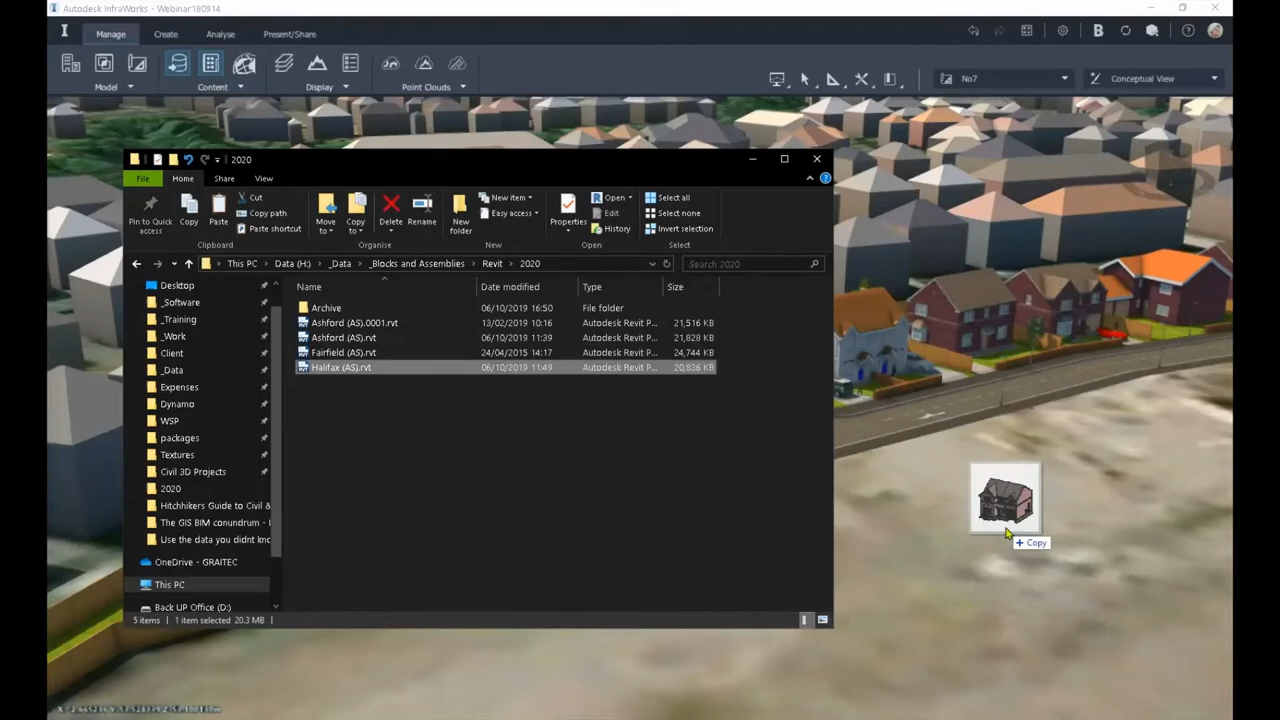 Autodesk InfraWorks - Webinar180914
Manage Create Analyse Present/Share
Model Content Display Point Clouds
No7 Conceptual View
2020
File Home Share View
Pin to Quick access
Copy
Paste
Cut
Copy path
Paste shortcut
Move to
Copy to
Delete
Rename
New folder
New item
Easy access
Properties
Open
Edit
History
Select all
Select none
Invert selection
Clipboard Organise New Open Select
This PC > Data (H:) > _Data > _Blocks and Assemblies > Revit > 2020
Search 2020
Name Date modified Type Size
Archive 06/10/2019 16:50 File folder
Ashford (AS).0001.rvt 13/02/2019 10:16 Autodesk Revit P... 21,516 KB
Ashford (AS).rvt 06/10/2019 11:39 Autodesk Revit P... 21,828 KB
Fairfield (AS).rvt 24/04/2015 14:17 Autodesk Revit P... 24,744 KB
Halifax (AS).rvt 06/10/2019 11:49 Autodesk Revit P... 20,836 KB
Desktop
_Software
_Training
_Work
Client
_Data
Expenses
Dynamo
WSP
packages
Textures
Civil 3D Projects
2020
Hitchhikers Guide to Civil &
The GIS BIM conundrum -
Use the data you didnt kno
OneDrive - GRAITEC
This PC
Back UP Office (D:)
5 items 1 item selected 20.3 MB
+ Copy